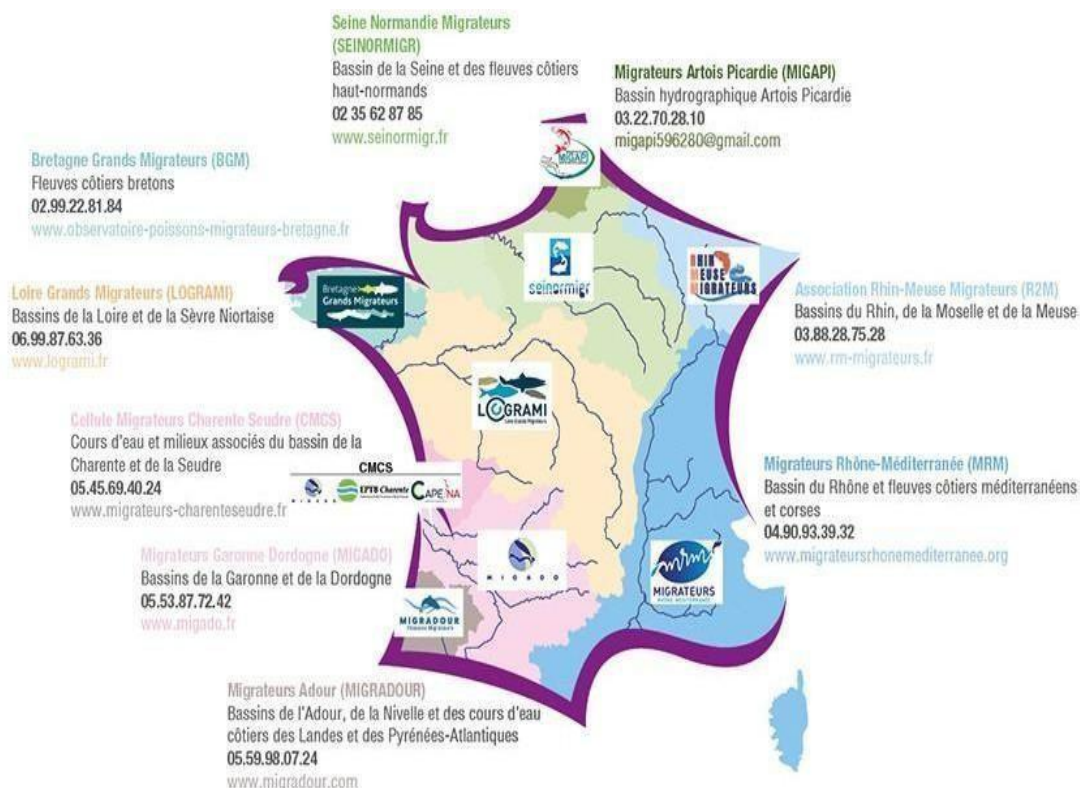 Seine Normandie Migrateurs
(SEINORMIGR)
Bassin de la Seine et des fleuves côtiers
haut-normands
02 35 62 87 85
www.seinormigr.fr
Migrateurs Artois Picardie (MIGAPI)
Bassin hydrographique Artois Picardie
03.22.70.28.10
migapi596280@gmail.com
MIGAPI
Bretagne Grands Migrateurs (BGM)
Fleuves côtiers bretons
02.99.22.81.84
www.observatoire-poissons-migrateurs-bretagne.fr
seinormigr
RHIN
MEUSE
MIGRATEURS
Bretagne
Grands Migrateurs
Loire Grands Migrateurs (LOGRAMI)
Bassins de la Loire et de la Sèvre Niortaise
06.99.87.63.36
www.logrami.fr
Association Rhin-Meuse Migrateurs (R2M)
Bassins du Rhin, de la Moselle et de la Meuse
03.88.28.75.28
www.rm-migrateurs.fr
LOGRAMI
Loire Grands Migrateurs
Cellule Migrateurs Charente Seudre (CMCS)
Cours d'eau et milieux associés du bassin de la
Charente et de la Seudre
05.45.69.40.24
www.migrateurs-charenteseudre.fr
CMCS
MIGADO
EPTB Charente
CAPENA
Migrateurs Rhône-Méditerranée (MRM)
Bassin du Rhône et fleuves côtiers méditerranéens
et corses
04.90.93.39.32
www.migrateursrhonemediterranee.org
Migrateurs Garonne Dordogne (MIGADO)
Bassins de la Garonne et de la Dordogne
05.53.87.72.42
www.migado.fr
MIGADO
mrm
MIGRATEURS
RHÔNE-MÉDITERRANÉE
MIGRADOUR
Migrateurs Adour (MIGRADOUR)
Bassins de l'Adour, de la Nivelle et des cours d'eau
côtiers des Landes et des Pyrénées-Atlantiques
05.59.98.07.24
www.migradour.com